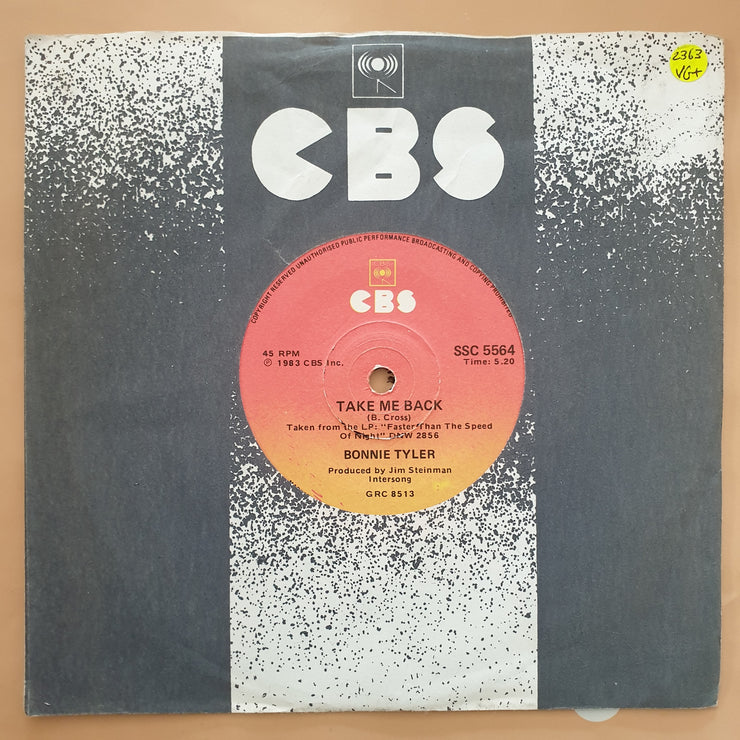 2363
VG+
CBS
COPYRIGHT RESERVED UNAUTHORISED PUBLIC PERFORMANCE BROADCASTING AND COPYING PROHIBITED
CBS
CBS
45 RPM
℗ 1983 CBS Inc.
SSC 5564
Time: 5.20
TAKE ME BACK
(B. Cross)
Taken from the LP: "Faster Than The Speed
Of Night" DNW 2856
BONNIE TYLER
Produced by Jim Steinman
Intersong
GRC 8513